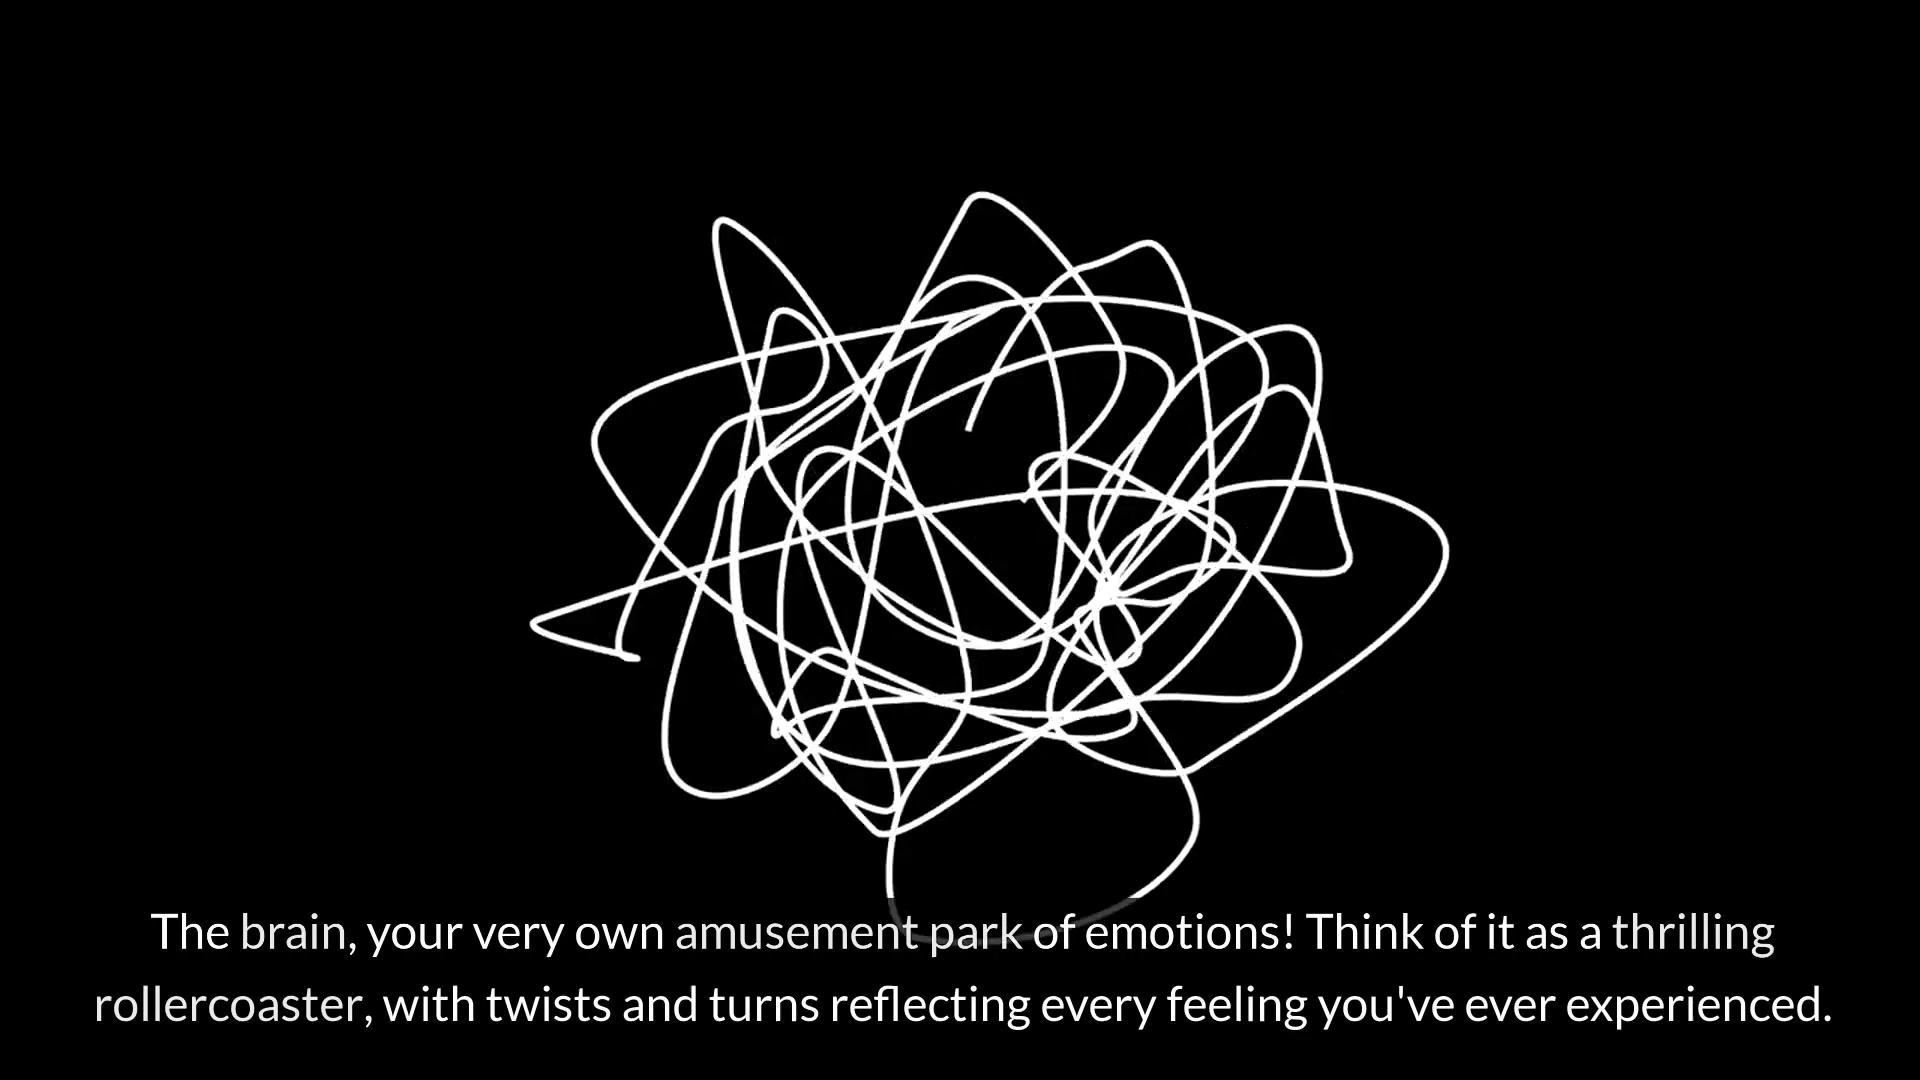 The brain, your very own amusement park of emotions! Think of it as a thrilling
rollercoaster, with twists and turns reflecting every feeling you've ever experienced.